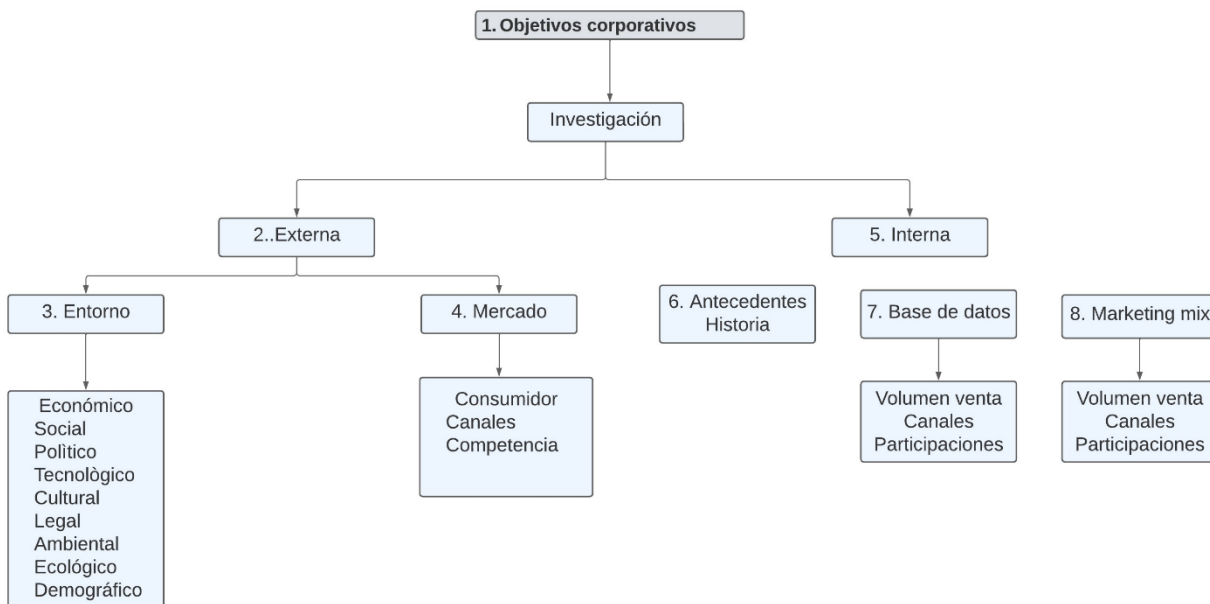 1. Objetivos corporativos
Investigación
2..Externa
5. Interna
3. Entorno
4. Mercado
6. Antecedentes
Historia
7. Base de datos
8. Marketing mix
Económico
Social
Polìtico
Tecnològico
Cultural
Legal
Ambiental
Ecológico
Demográfico
Consumidor
Canales
Competencia
Volumen venta
Canales
Participaciones
Volumen venta
Canales
Participaciones